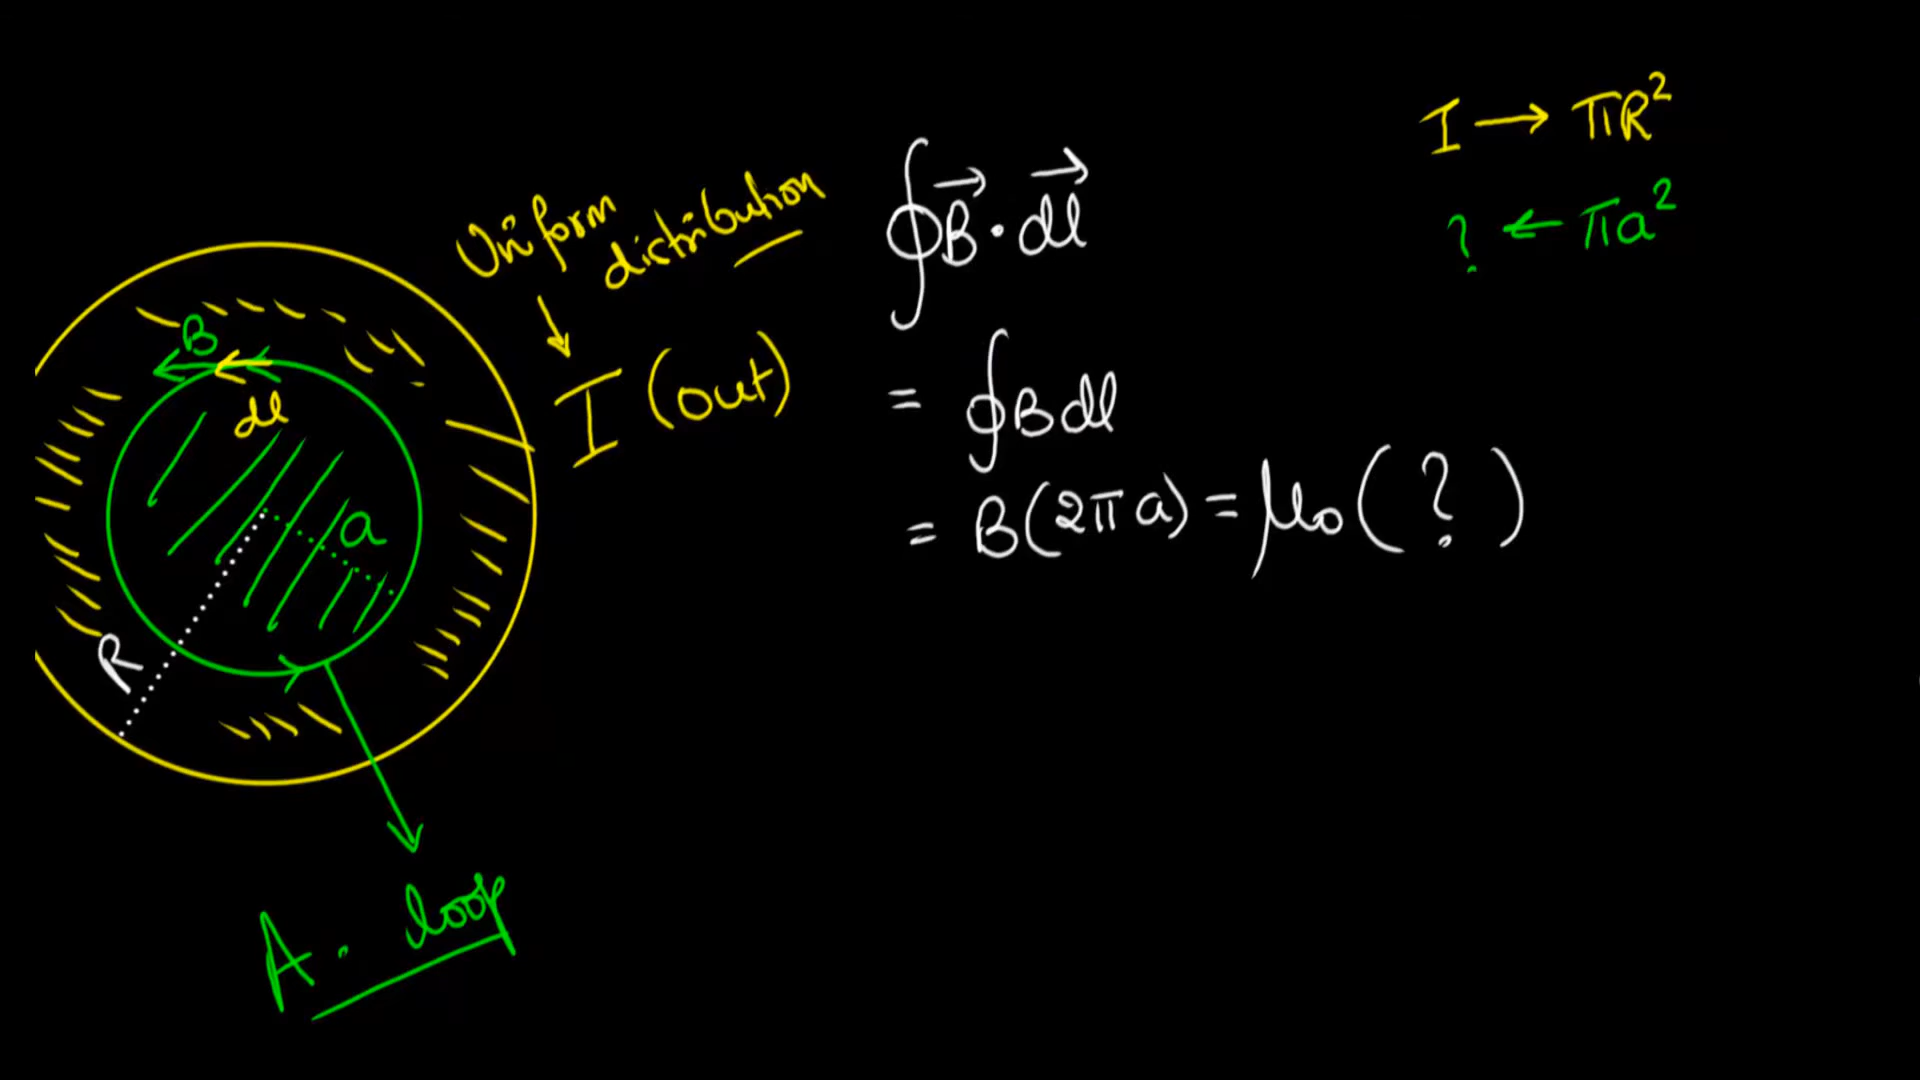 Uniform
distribution
I (out)
B
dl
a
R
A. loop
∮B⃗·dl⃗
= ∮Bdl
= B(2πa) = μ₀(?)
I → πR²
? ← πa²